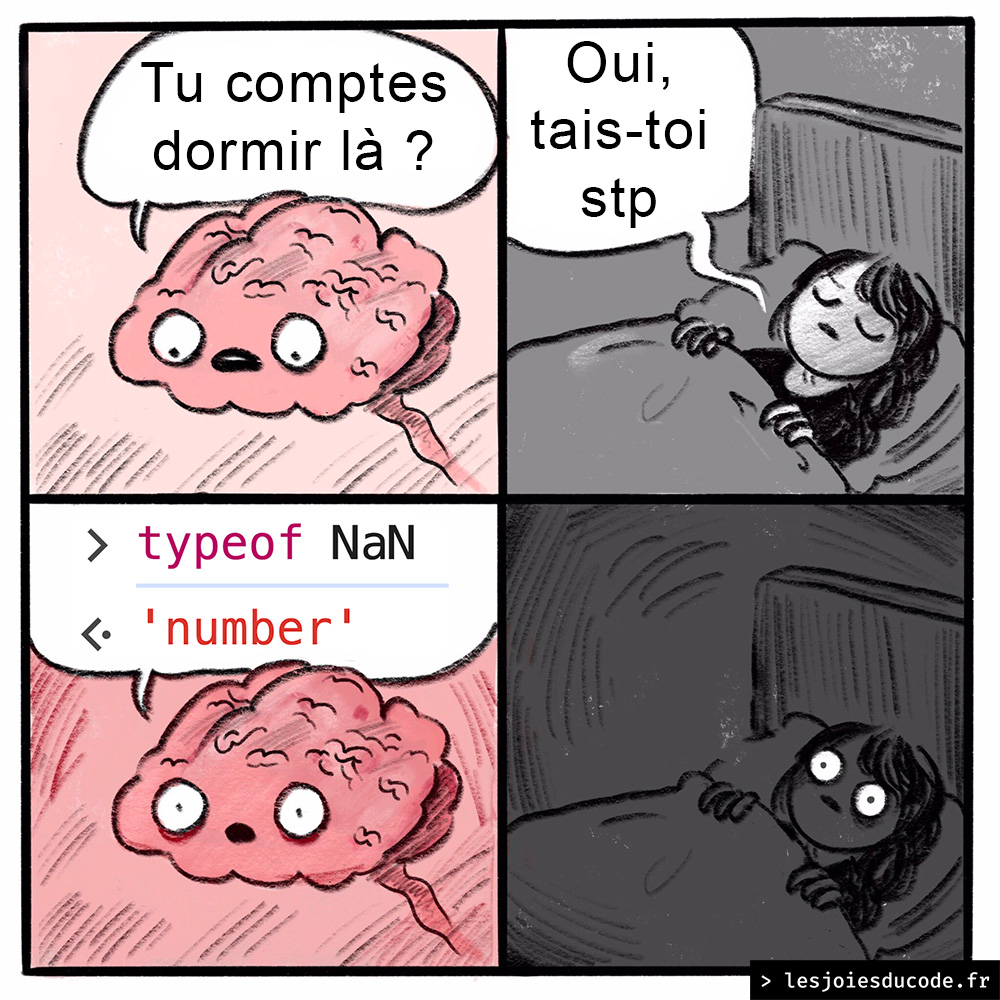 Tu comptes
dormir là ?
Oui,
tais-toi
stp
> typeof NaN
<· 'number'
> lesjoiesducode.fr